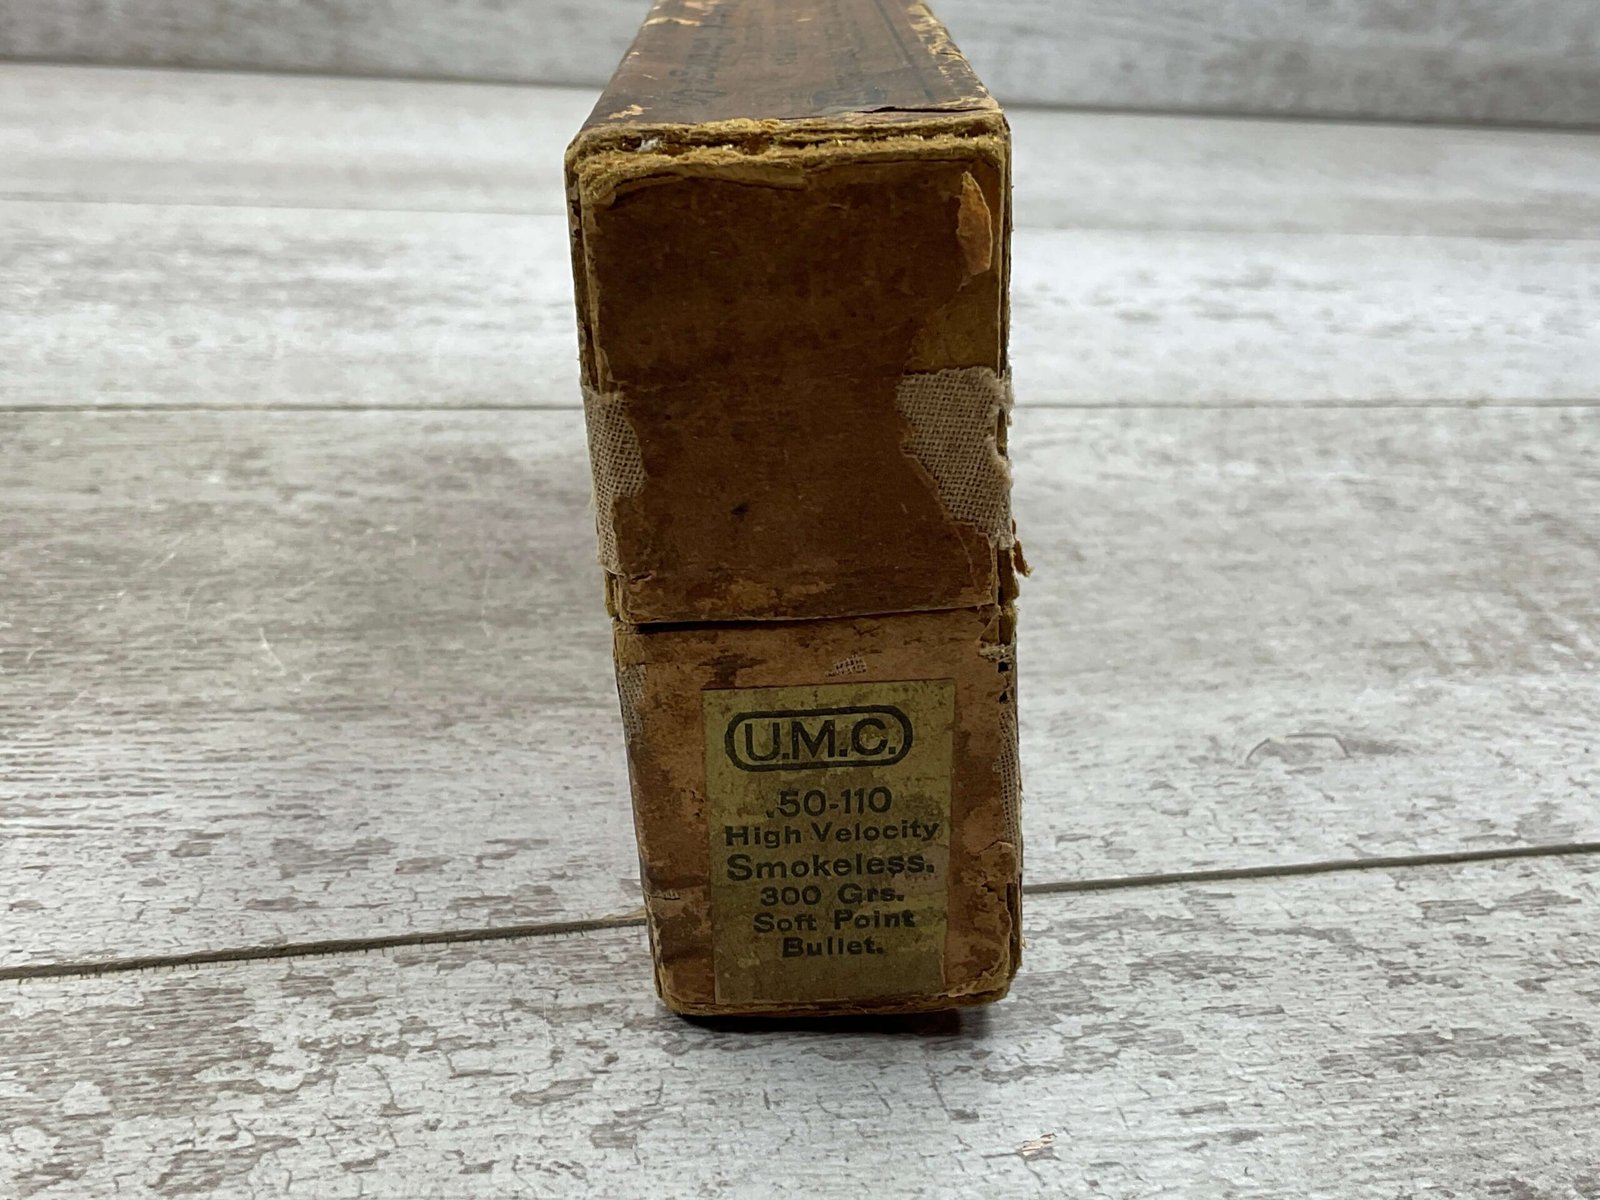 U.M.C.
.50-110
High Velocity
Smokeless.
300 Grs.
Soft Point
Bullet.